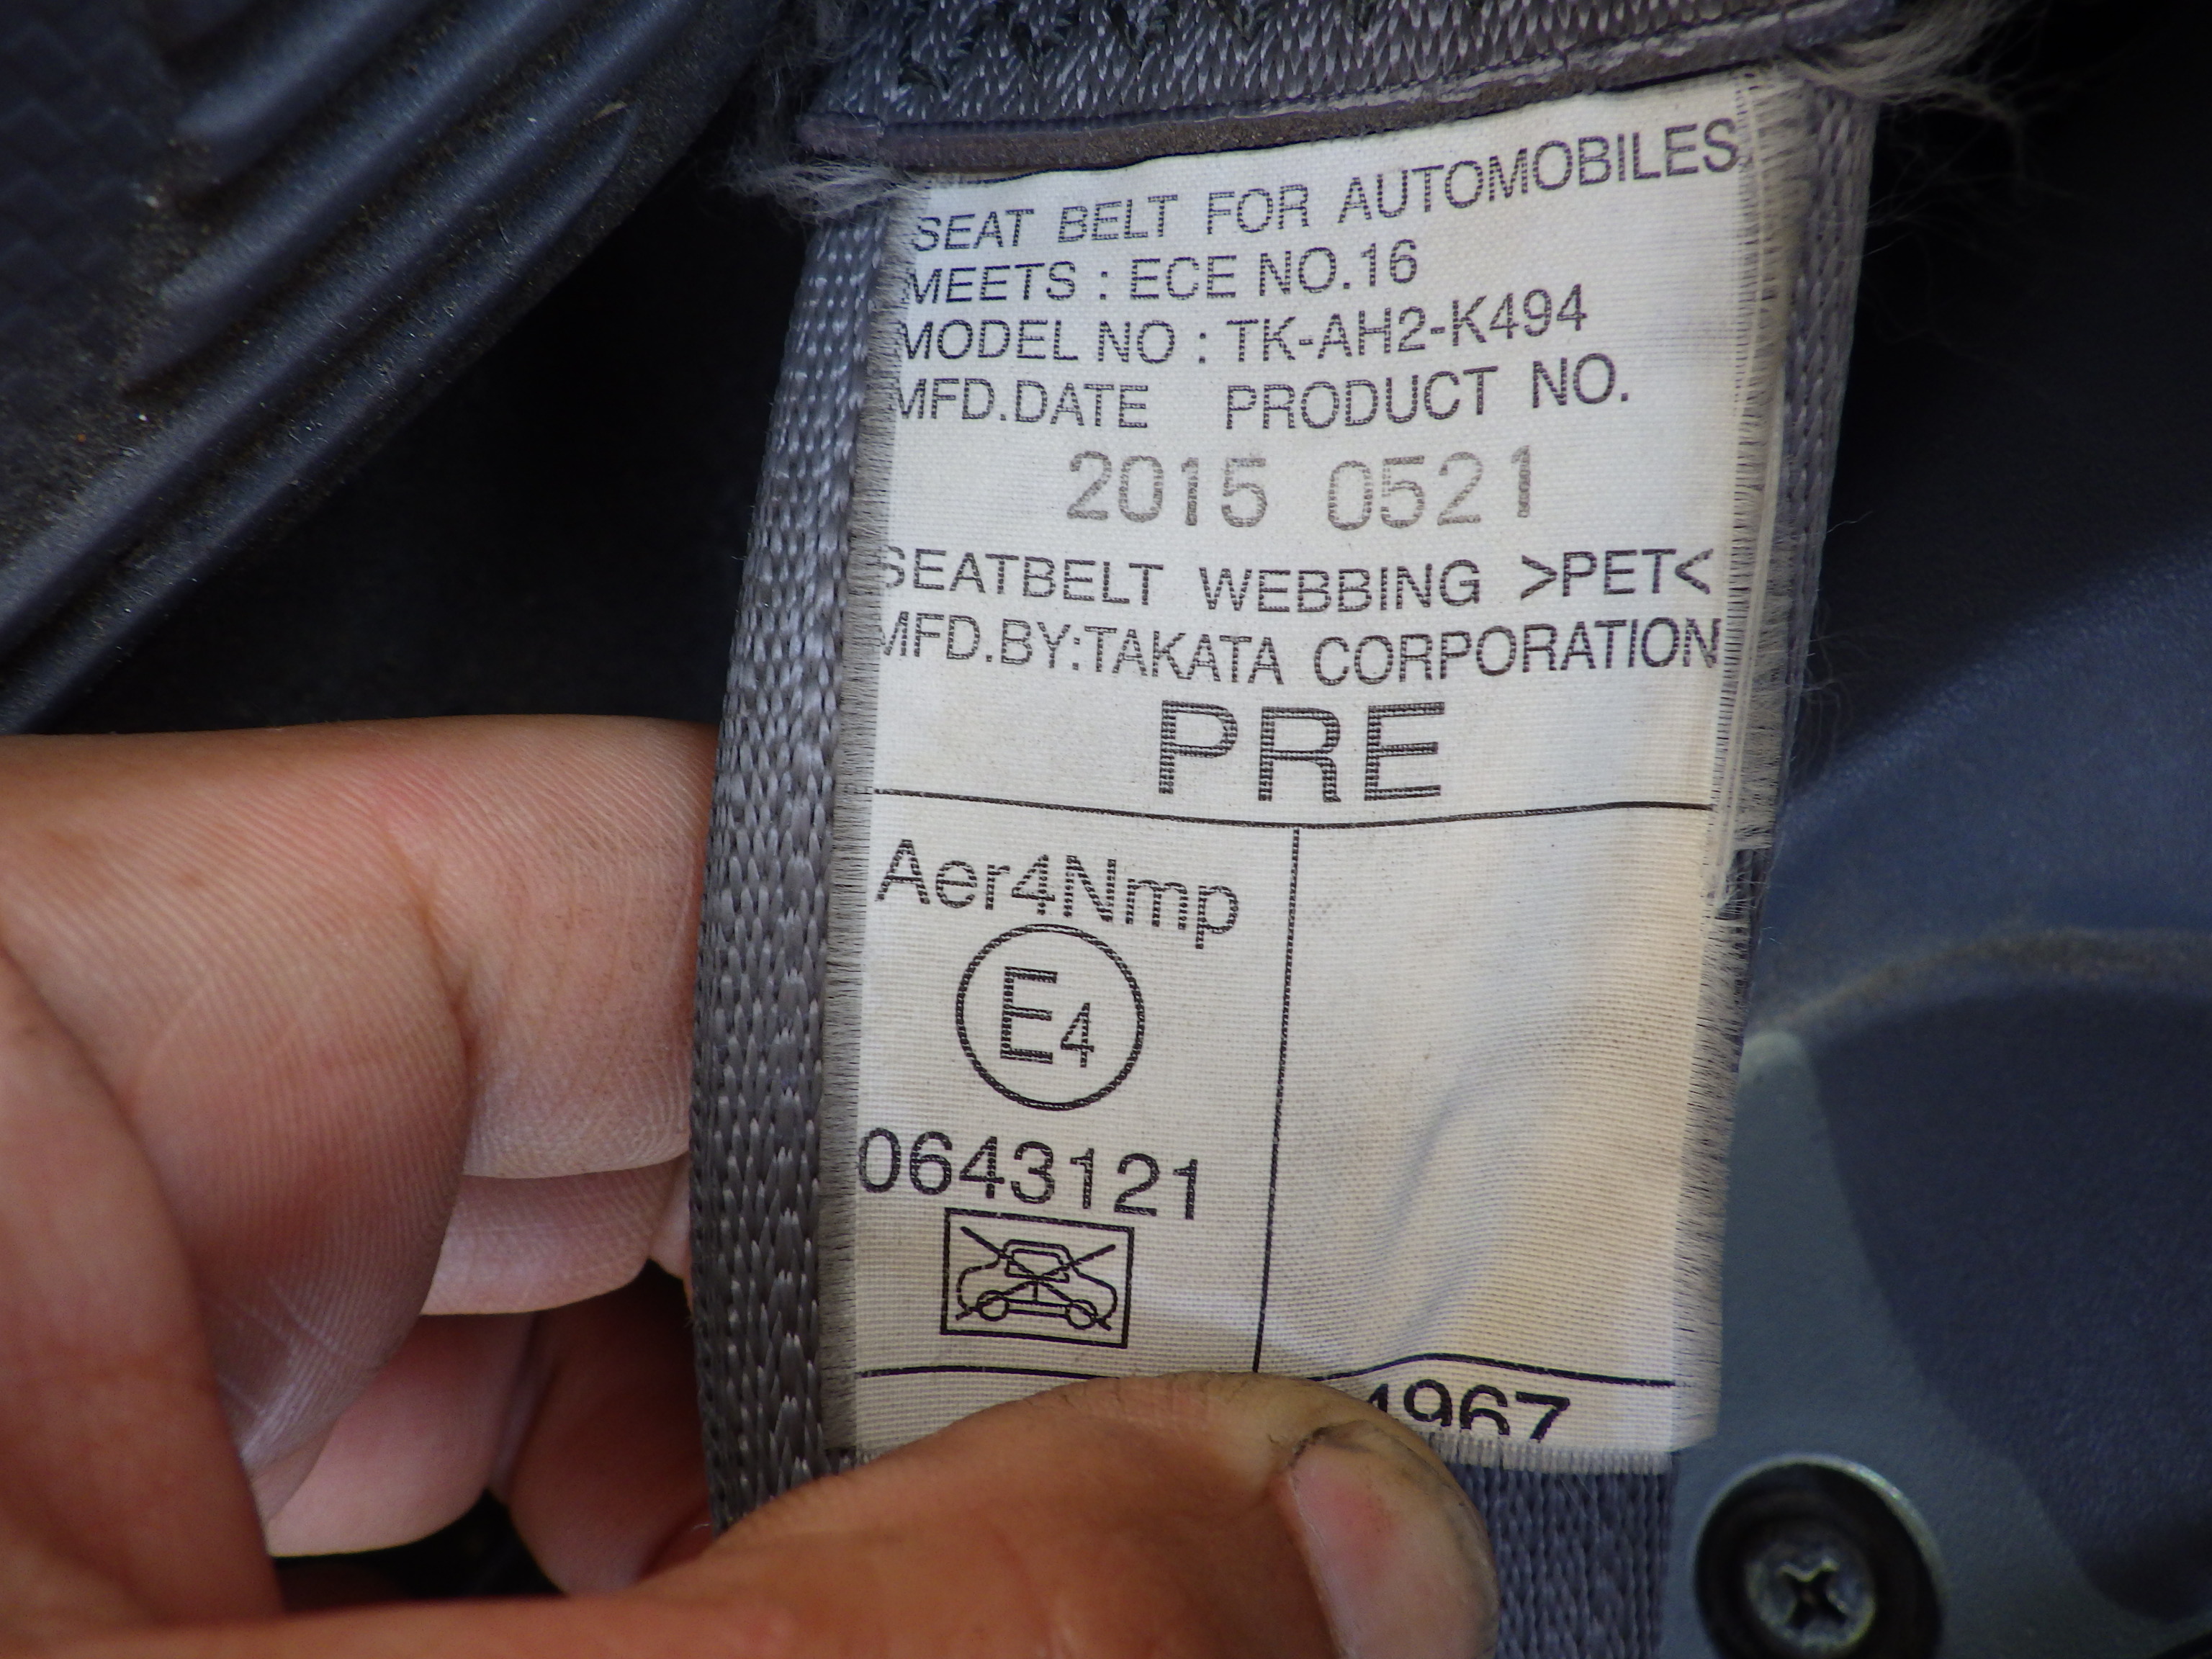 SEAT BELT FOR AUTOMOBILES
MEETS : ECE NO.16
MODEL NO : TK-AH2-K494
MFD.DATE PRODUCT NO.
2015 0521
SEATBELT WEBBING >PET<
MFD.BY:TAKATA CORPORATION
PRE
Aer4Nmp
E4
0643121